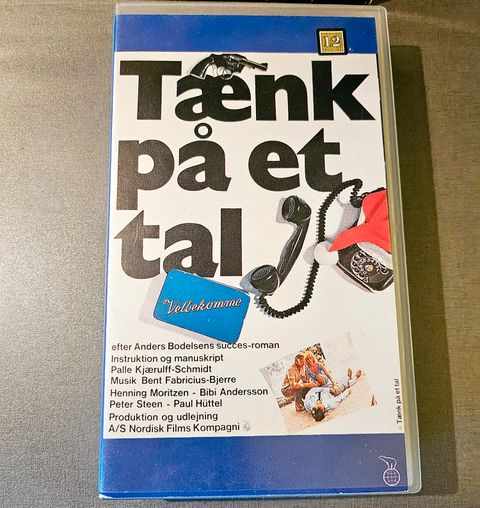 12
Tænk
på et
tal
Velbekomme
efter Anders Bodelsens succes-roman
Instruktion og manuskript
Palle Kjærulff-Schmidt
Musik Bent Fabricius-Bjerre
Henning Moritzen - Bibi Andersson
Peter Steen - Paul Hüttel
Produktion og udlejning
A/S Nordisk Films Kompagni
Tænk på et tal